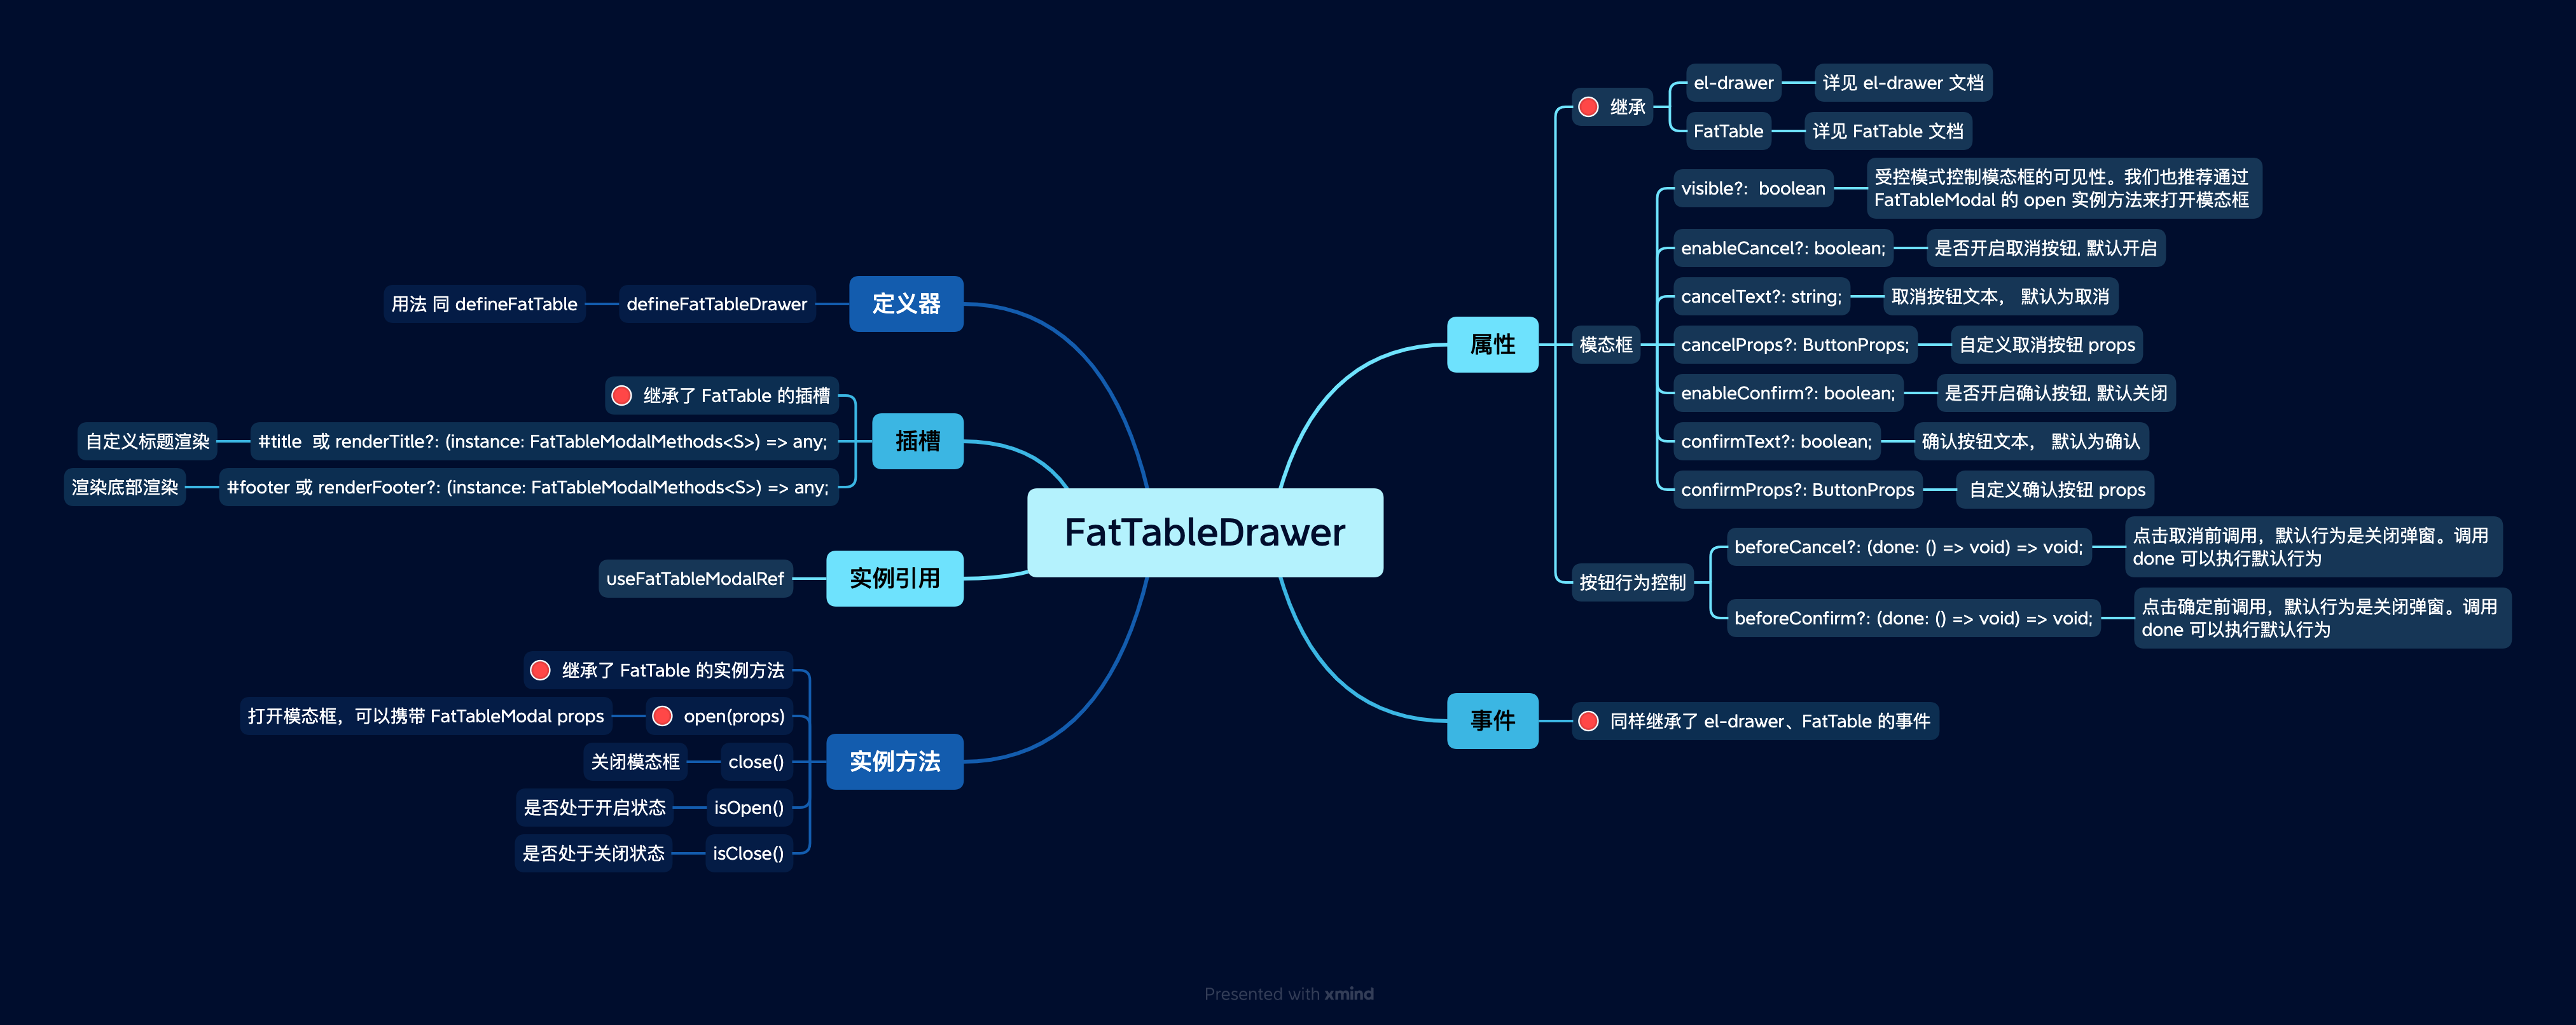 FatTableDrawer
属性
继承
el-drawer
详见 el-drawer 文档
FatTable
详见 FatTable 文档
模态框
visible?:  boolean
受控模式控制模态框的可见性。我们也推荐通过
FatTableModal 的 open 实例方法来打开模态框
enableCancel?: boolean;
是否开启取消按钮, 默认开启
cancelText?: string;
取消按钮文本， 默认为取消
cancelProps?: ButtonProps;
自定义取消按钮 props
enableConfirm?: boolean;
是否开启确认按钮, 默认关闭
confirmText?: boolean;
确认按钮文本， 默认为确认
confirmProps?: ButtonProps
自定义确认按钮 props
按钮行为控制
beforeCancel?: (done: () => void) => void;
点击取消前调用，默认行为是关闭弹窗。调用
done 可以执行默认行为
beforeConfirm?: (done: () => void) => void;
点击确定前调用，默认行为是关闭弹窗。调用
done 可以执行默认行为
事件
同样继承了 el-drawer、FatTable 的事件
定义器
defineFatTableDrawer
用法 同 defineFatTable
插槽
继承了 FatTable 的插槽
#title  或 renderTitle?: (instance: FatTableModalMethods<S>) => any;
自定义标题渲染
#footer 或 renderFooter?: (instance: FatTableModalMethods<S>) => any;
渲染底部渲染
实例引用
useFatTableModalRef
实例方法
继承了 FatTable 的实例方法
open(props)
打开模态框，可以携带 FatTableModal props
close()
关闭模态框
isOpen()
是否处于开启状态
isClose()
是否处于关闭状态
Presented with xmind